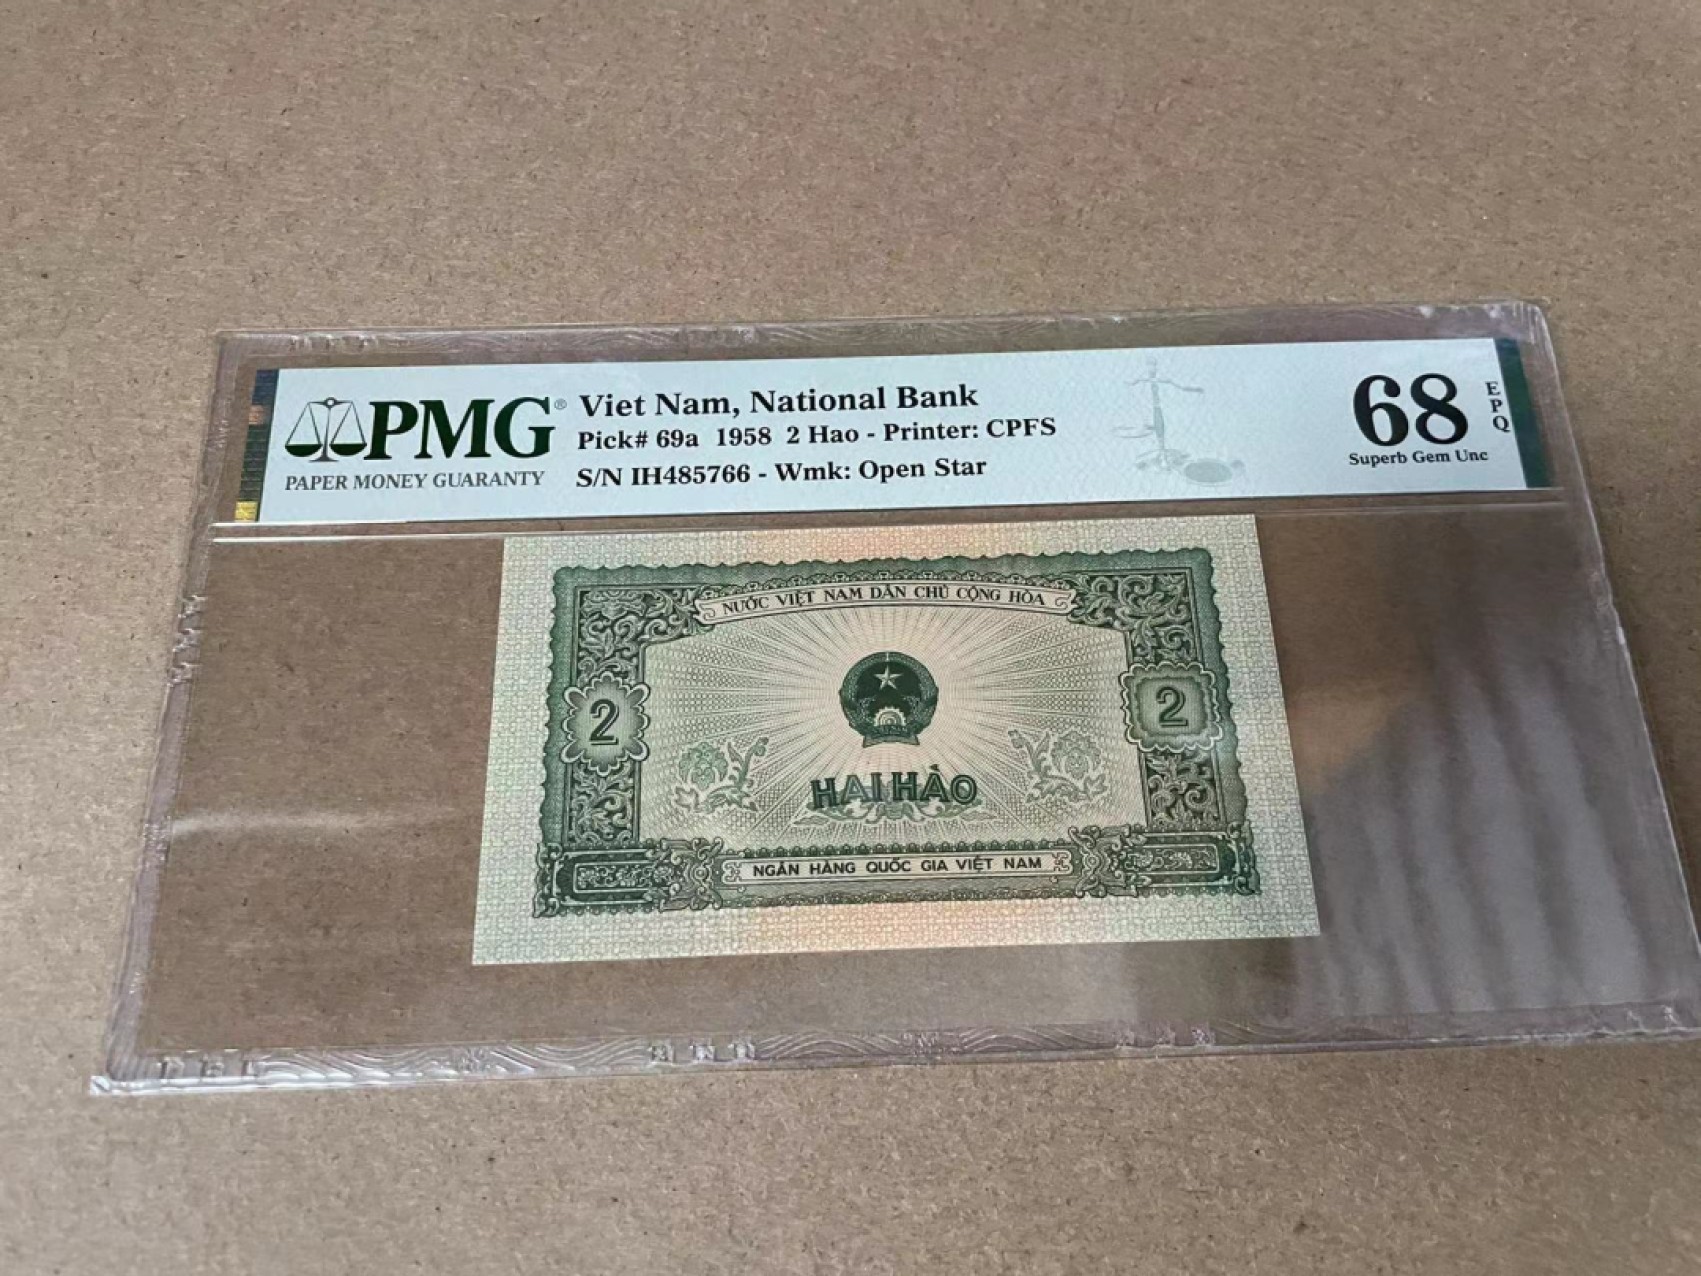 PMG®
PAPER MONEY GUARANTY
Viet Nam, National Bank
Pick# 69a 1958 2 Hao - Printer: CPFS
S/N IH485766 - Wmk: Open Star
68
EPQ
Superb Gem Unc
NƯỚC VIỆT NAM DÂN CHỦ CỘNG HÒA
2
2
HAI HÀO
NGÂN HÀNG QUỐC GIA VIỆT NAM